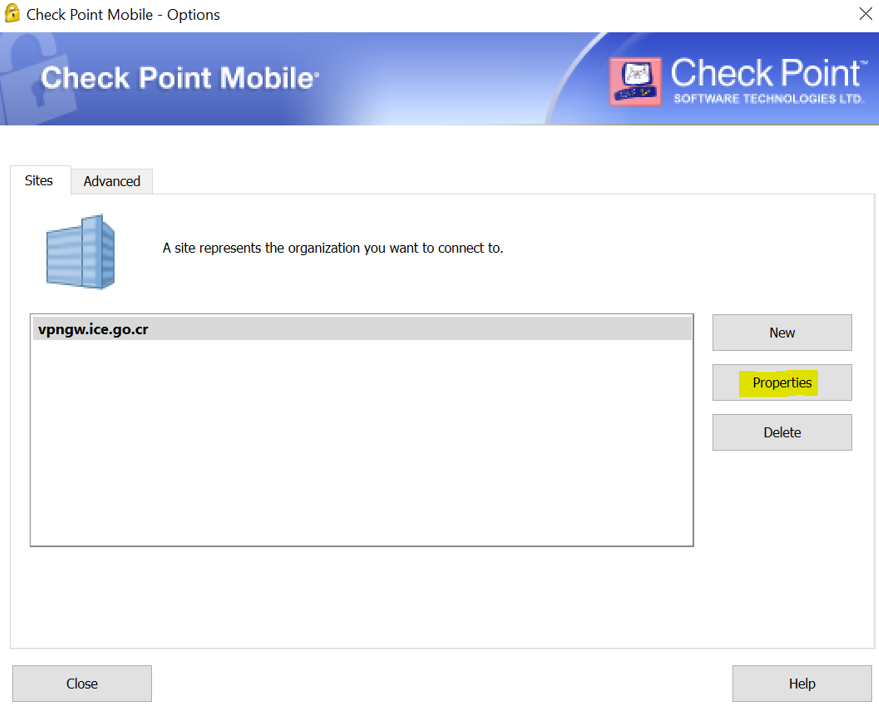 Check Point Mobile - Options
Check Point Mobile®
Check Point™
SOFTWARE TECHNOLOGIES LTD.
Sites
Advanced
A site represents the organization you want to connect to.
vpngw.ice.go.cr
New
Properties
Delete
Close
Help